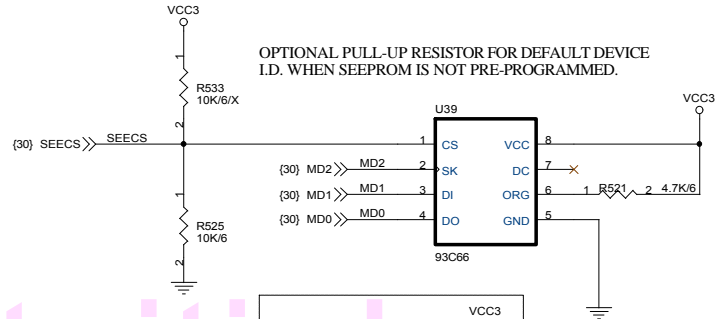 VCC3
OPTIONAL PULL-UP RESISTOR FOR DEFAULT DEVICE
I.D. WHEN SEEPROM IS NOT PRE-PROGRAMMED.
1
R533
10K/6/X
2
VCC3
U39
{30} SEECS SEECS
1 CS VCC 8
{30} MD2 MD2 2 SK DC 7
{30} MD1 MD1 3 DI ORG 6 1 R521 2 4.7K/6
{30} MD0 MD0 4 DO GND 5
1
R525
10K/6
2
93C66
VCC3